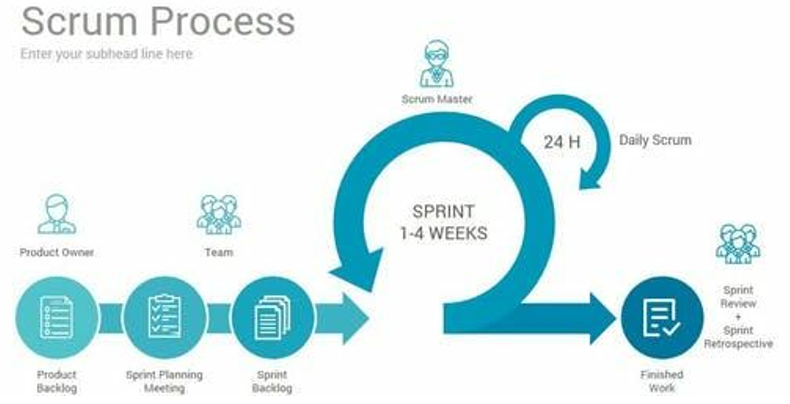 Scrum Process
Enter your subhead line here
Scrum Master
24 H
Daily Scrum
SPRINT
1-4 WEEKS
Product Owner
Team
Product
Backlog
Sprint Planning
Meeting
Sprint
Backlog
Finished
Work
Sprint
Review
+
Sprint
Retrospective